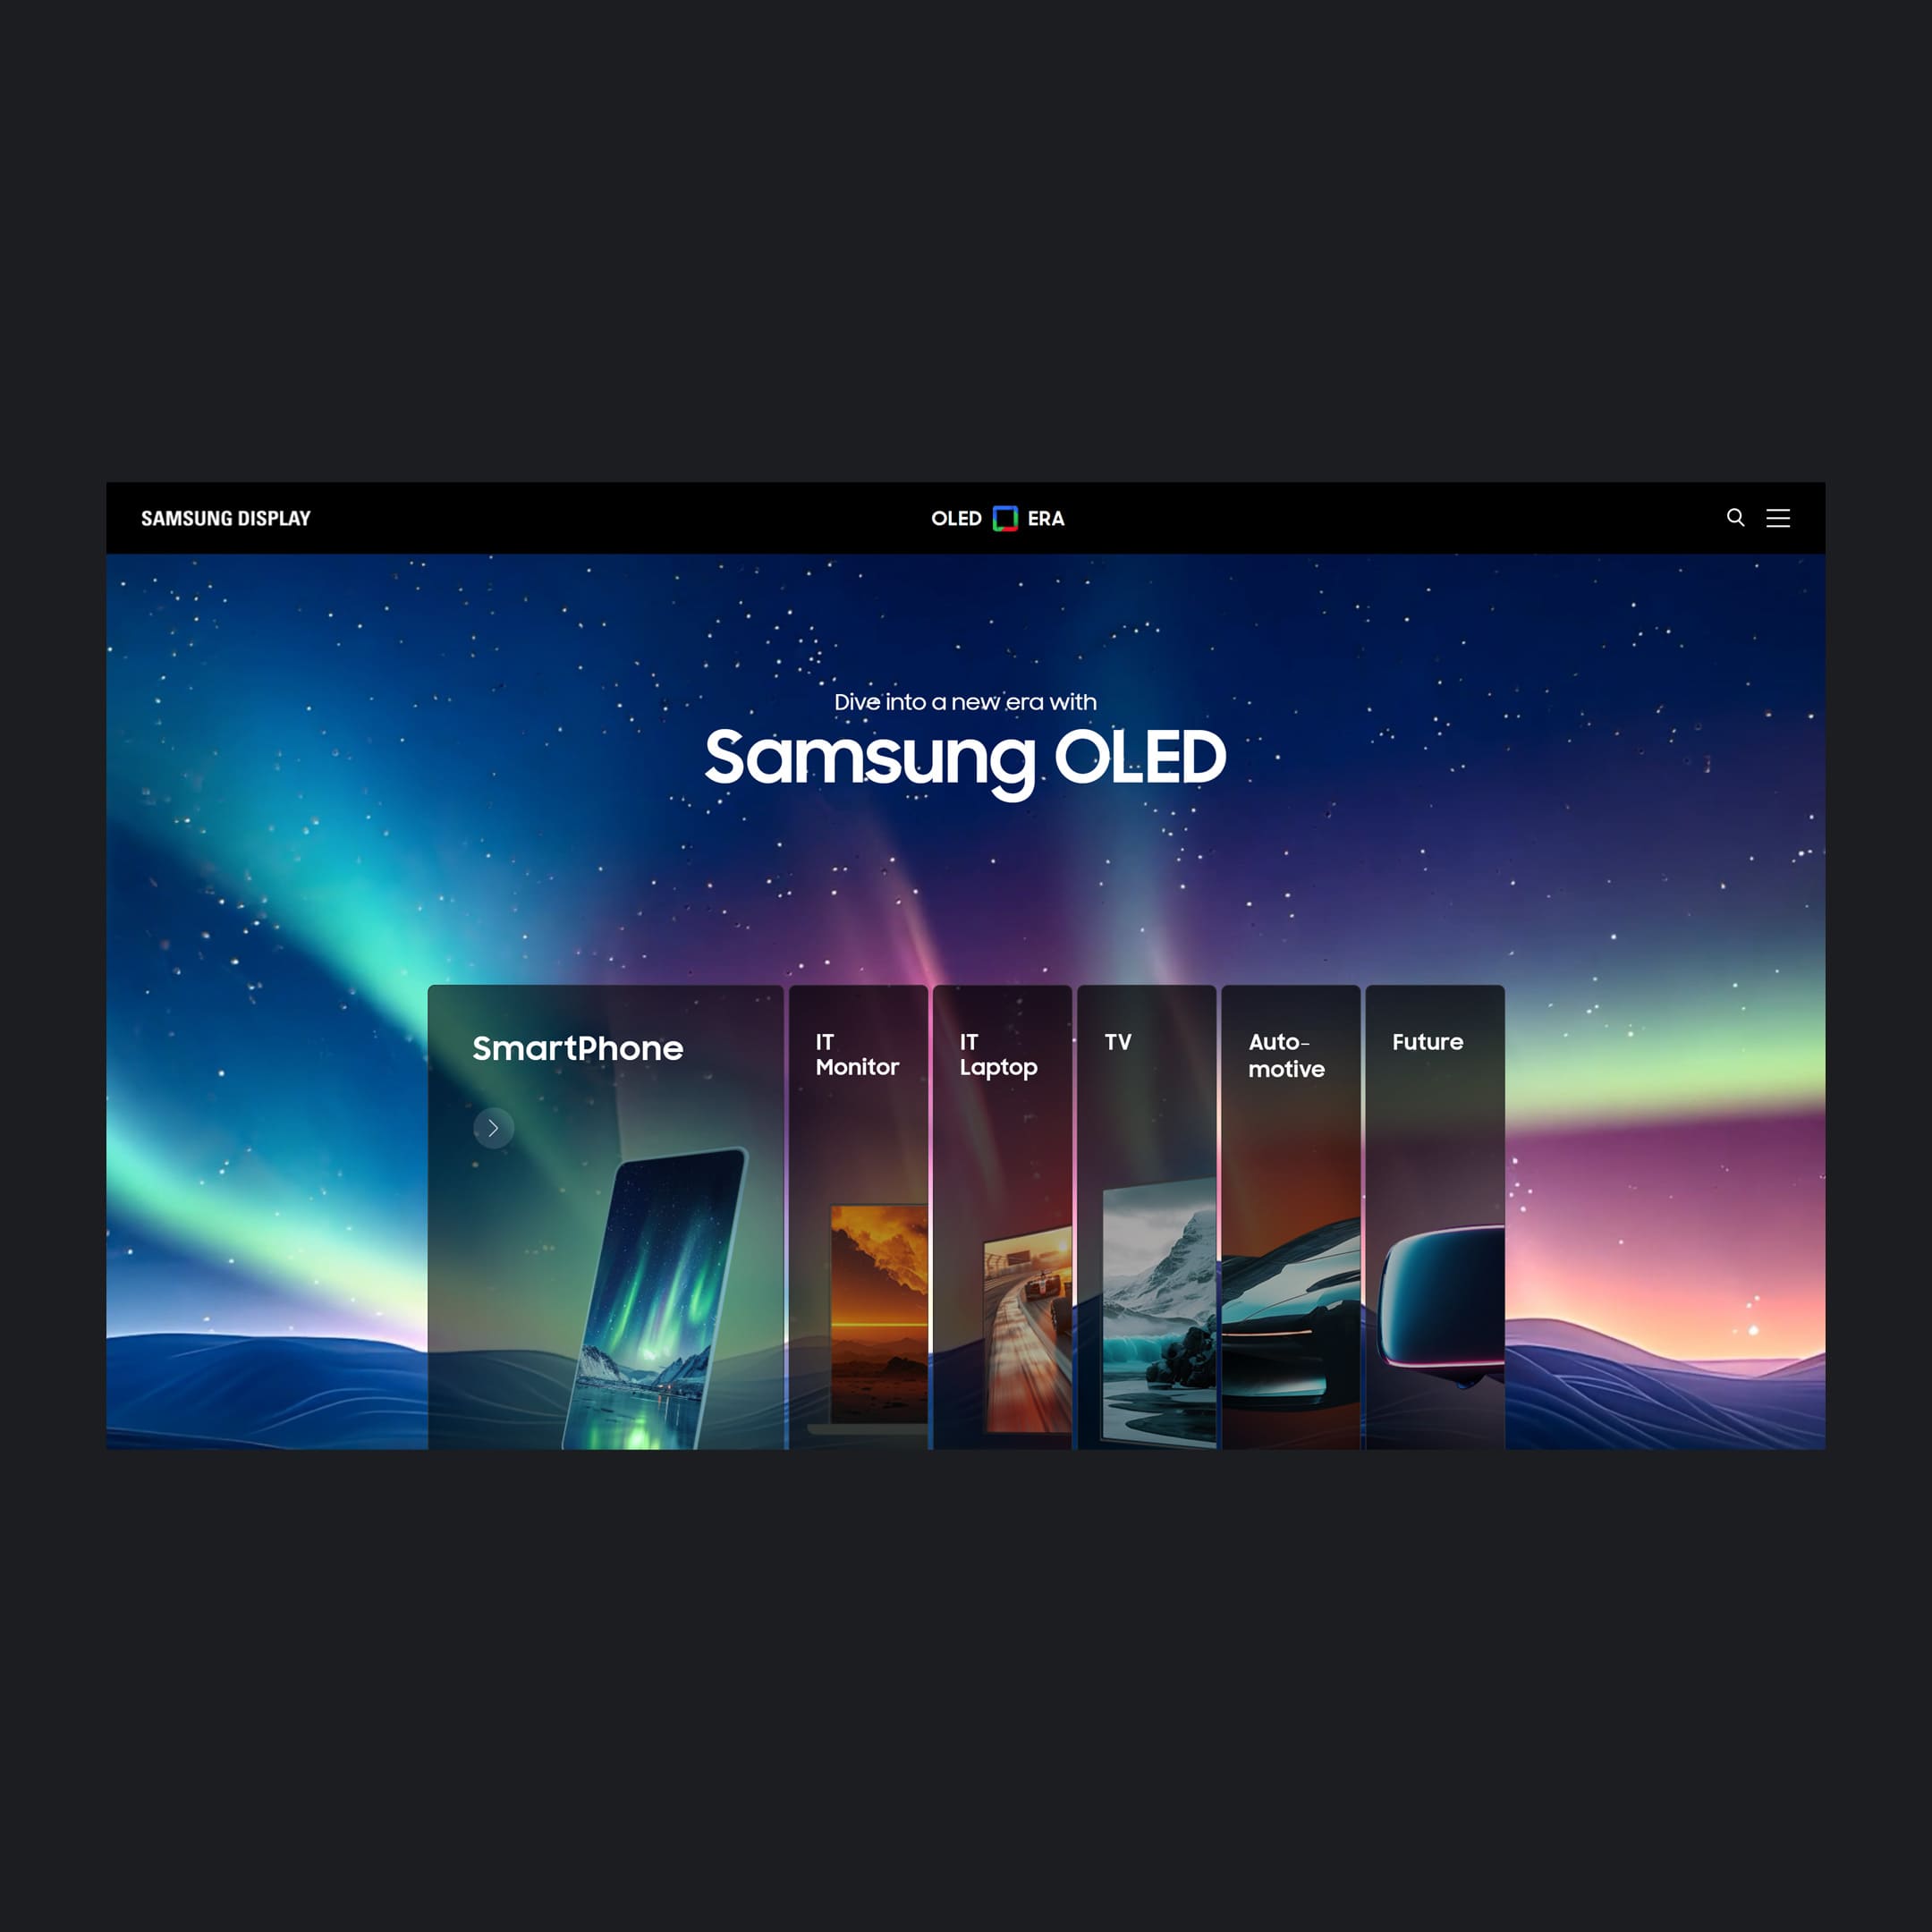 SAMSUNG DISPLAY
OLED ERA
Dive into a new era with
Samsung OLED
SmartPhone
IT
Monitor
IT
Laptop
TV
Auto-
motive
Future